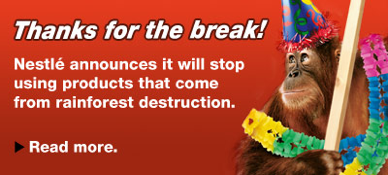 Thanks for the break!
Nestlé announces it will stop
using products that come
from rainforest destruction.
Read more.